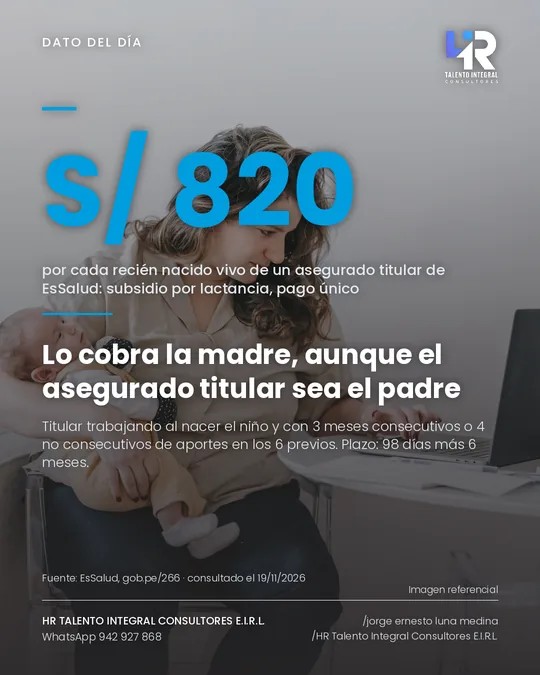 DATO DEL DÍA
HR
TALENTO INTEGRAL
CONSULTORES
S/ 820
por cada recién nacido vivo de un asegurado titular de
EsSalud: subsidio por lactancia, pago único
Lo cobra la madre, aunque el
asegurado titular sea el padre
Titular trabajando al nacer el niño y con 3 meses consecutivos o 4
no consecutivos de aportes en los 6 previos. Plazo: 98 días más 6
meses.
Fuente: EsSalud, gob.pe/266 · consultado el 19/11/2026
Imagen referencial
HR TALENTO INTEGRAL CONSULTORES E.I.R.L.
WhatsApp 942 927 868
/jorge ernesto luna medina
/HR Talento Integral Consultores E.I.R.L